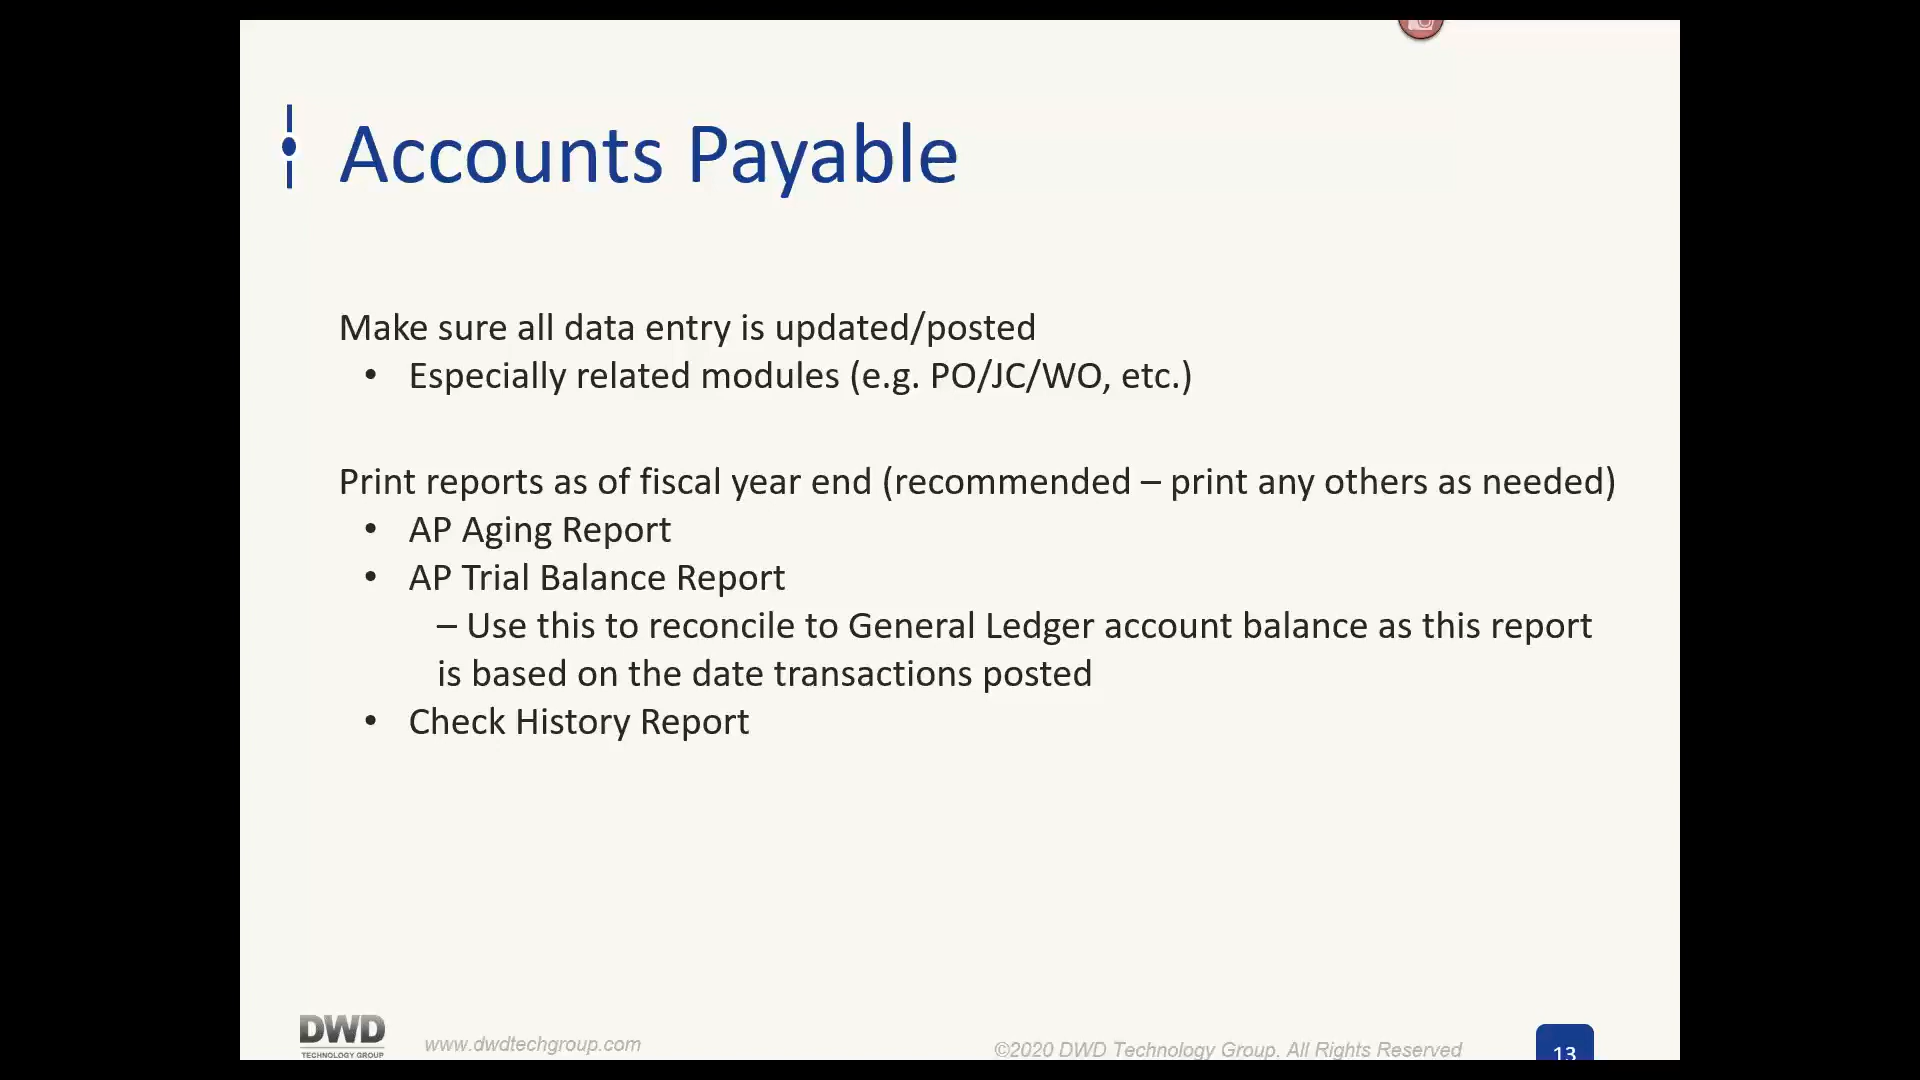 Accounts Payable
Make sure all data entry is updated/posted
• Especially related modules (e.g. PO/JC/WO, etc.)
Print reports as of fiscal year end (recommended – print any others as needed)
• AP Aging Report
• AP Trial Balance Report
– Use this to reconcile to General Ledger account balance as this report
is based on the date transactions posted
• Check History Report
DWD
TECHNOLOGY GROUP
www.dwdtechgroup.com
©2020 DWD Technology Group. All Rights Reserved
13